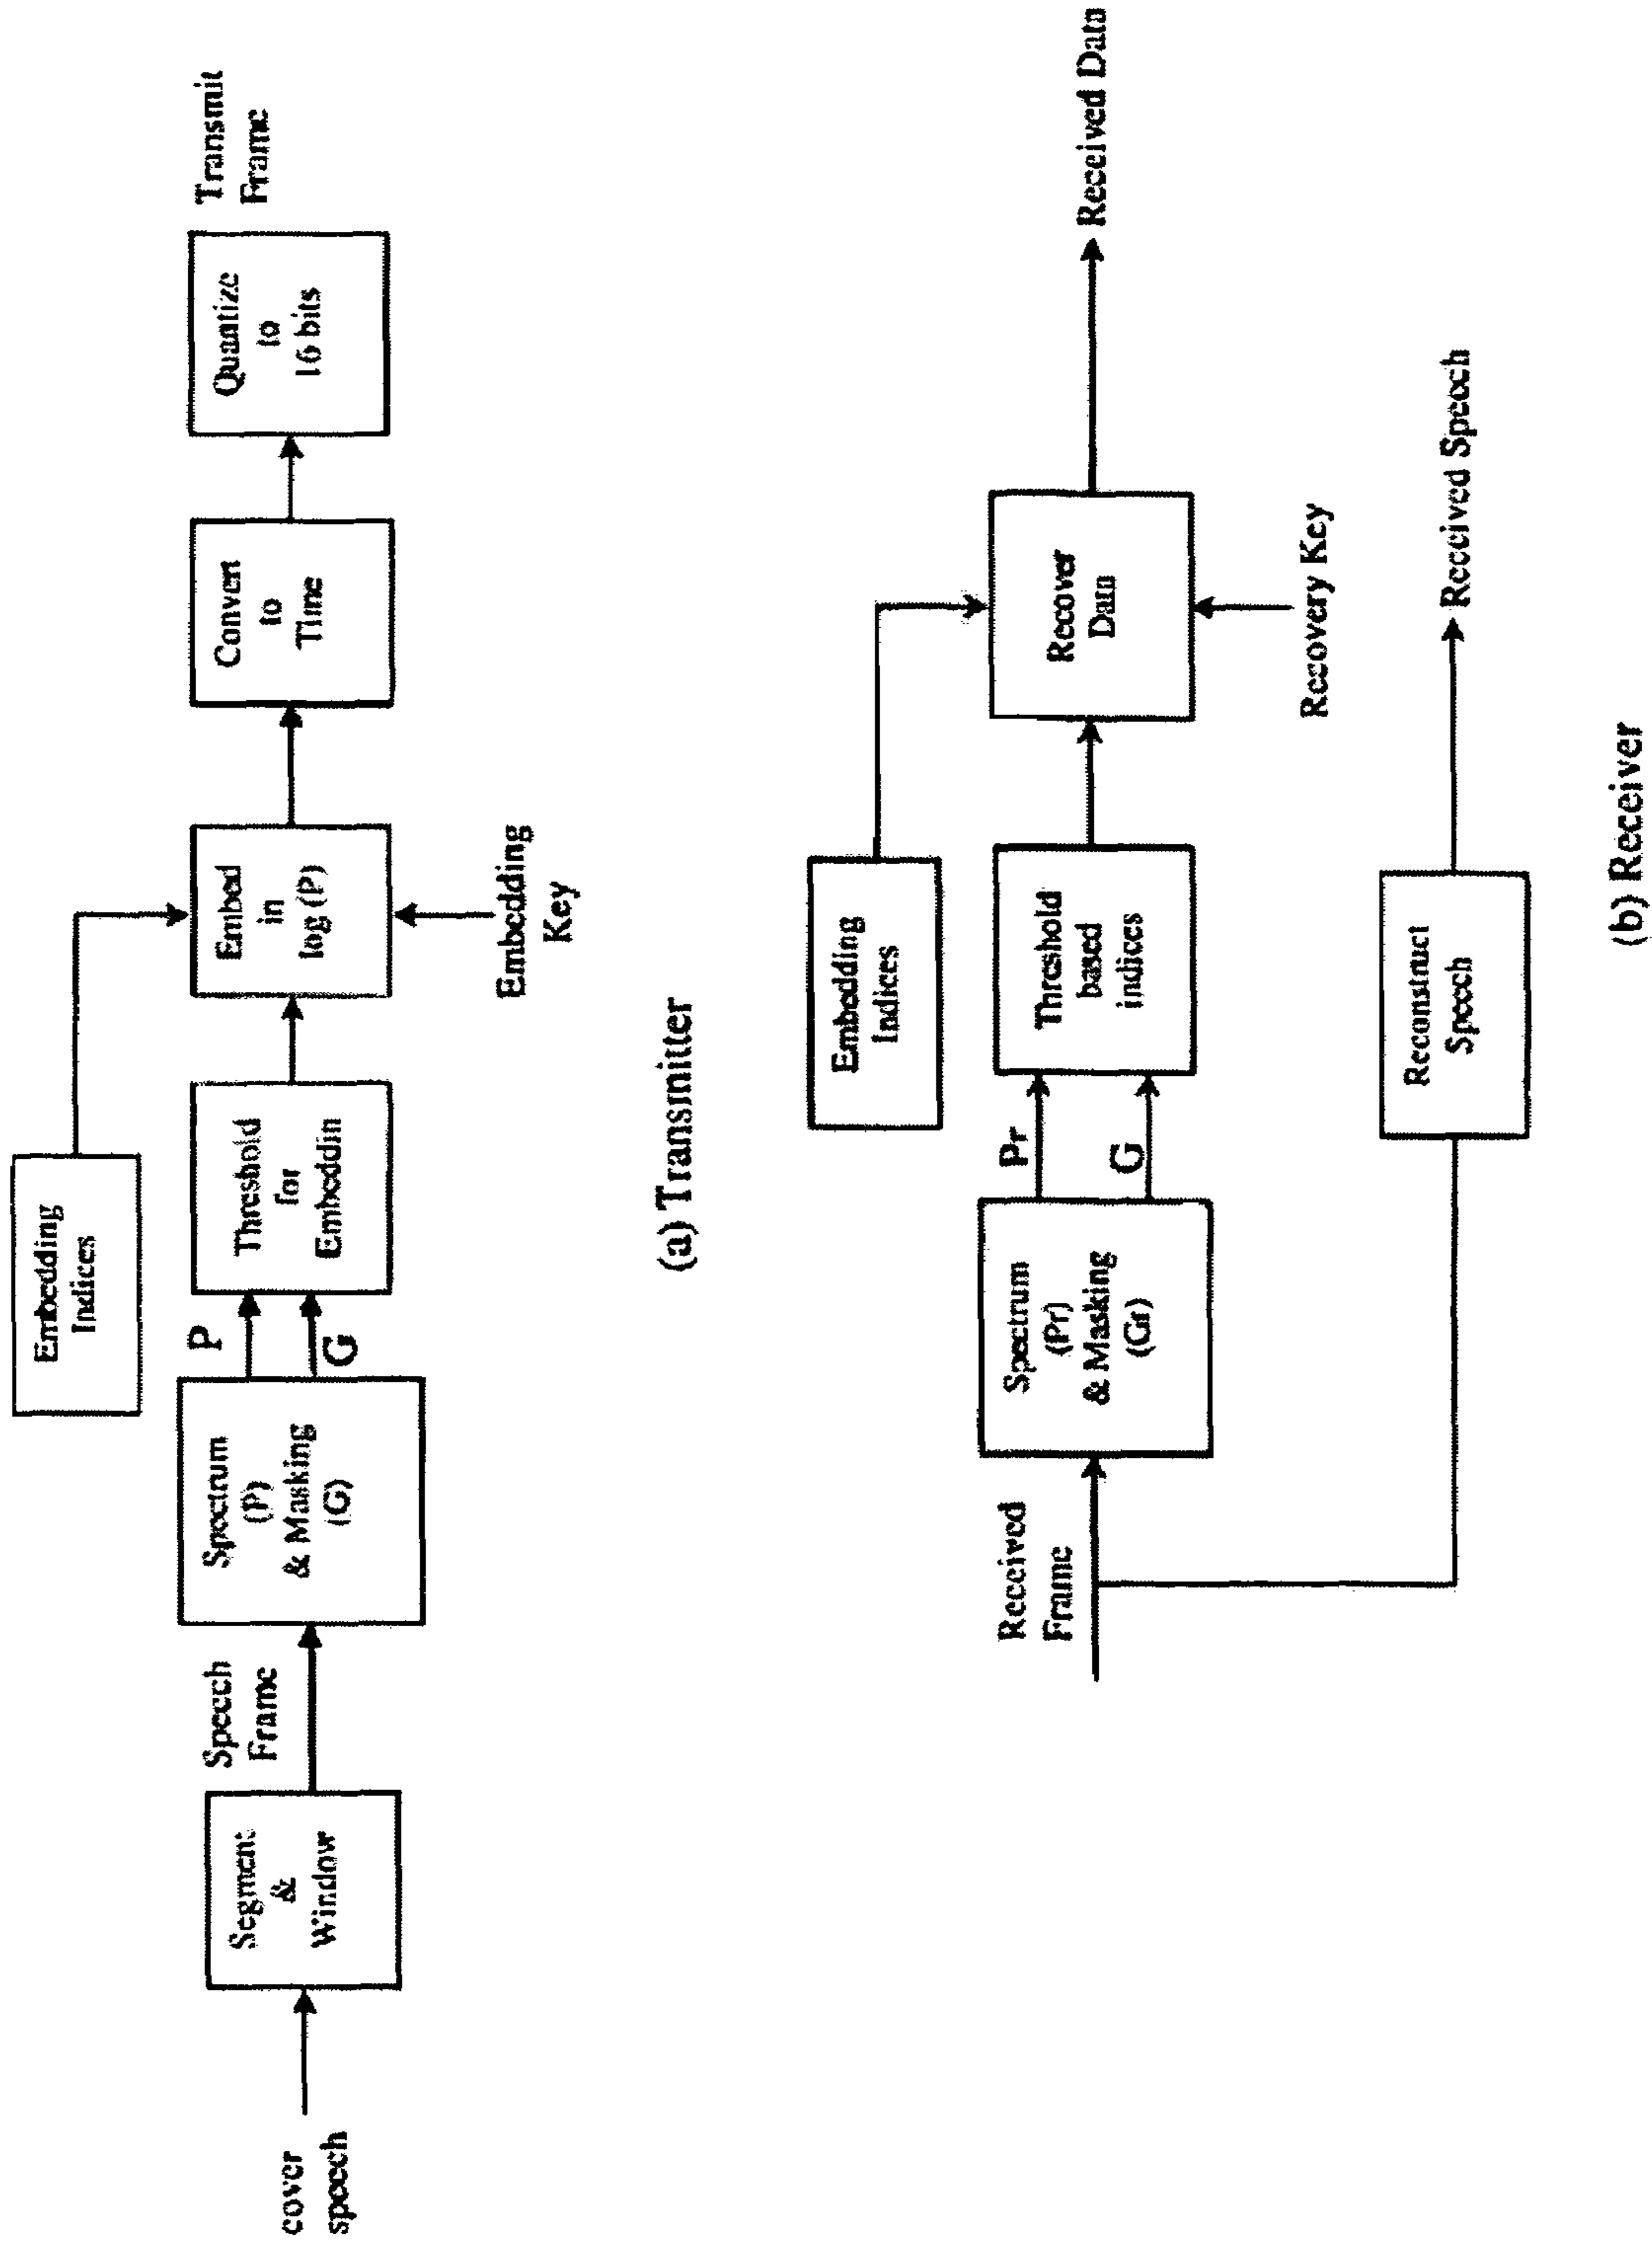 Embedding
Indices
cover
speech
Segment
&
Window
Speech
Frame
Spectrum
(P)
& Masking
(G)
P
G
Threshold
for
Embeddin
Embed
in
log (P)
Embedding
Key
Convert
to
Time
Quantize
to
16 bits
Transmit
Frame
(a) Transmitter
Embedding
Indices
Received
Frame
Spectrum
(Pr)
& Masking
(Gr)
Pr
G
Threshold
based
indices
Recover
Data
Recovery Key
Received Data
Reconstruct
Speech
Received Speech
(b) Receiver